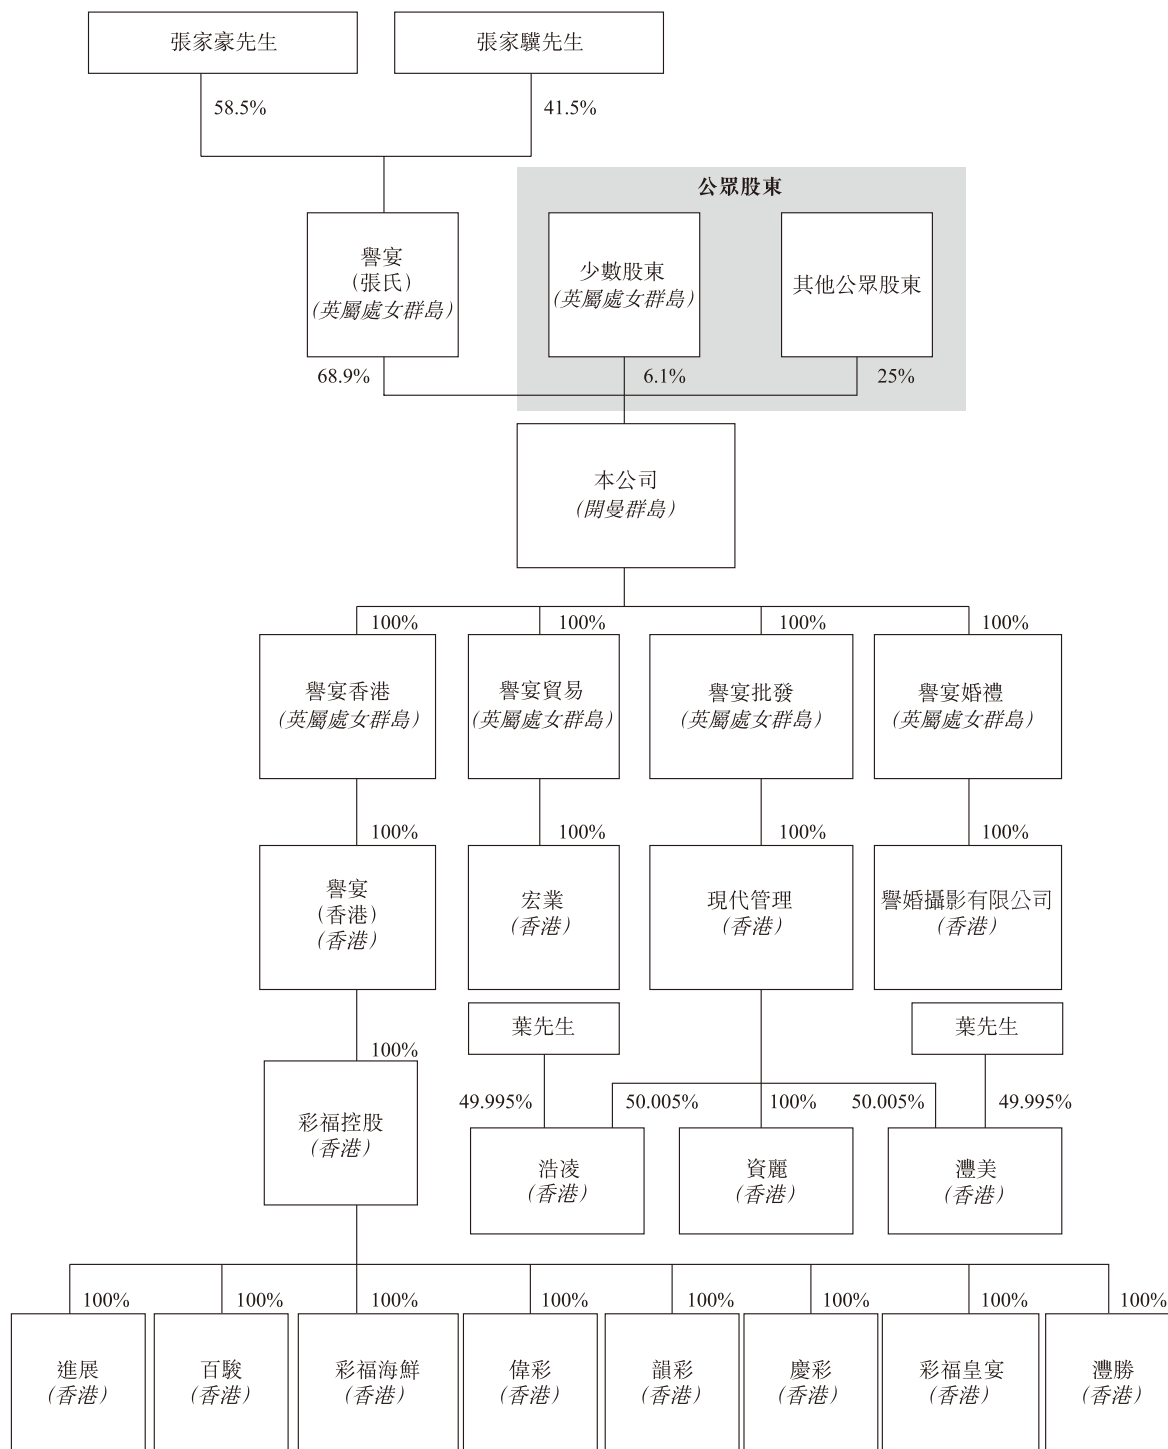 張家豪先生
張家驥先生
58.5%
41.5%
公眾股東
譽宴
(張氏)
(英屬處女群島)
少數股東
(英屬處女群島)
其他公眾股東
68.9%
6.1%
25%
本公司
(開曼群島)
100%
100%
100%
100%
譽宴香港
(英屬處女群島)
譽宴貿易
(英屬處女群島)
譽宴批發
(英屬處女群島)
譽宴婚禮
(英屬處女群島)
100%
100%
100%
100%
譽宴
(香港)
(香港)
宏業
(香港)
現代管理
(香港)
譽婚攝影有限公司
(香港)
葉先生
葉先生
100%
49.995%
50.005%
100%
50.005%
49.995%
彩福控股
(香港)
浩凌
(香港)
資麗
(香港)
灃美
(香港)
100%
100%
100%
100%
100%
100%
100%
100%
進展
(香港)
百駿
(香港)
彩福海鮮
(香港)
偉彩
(香港)
韻彩
(香港)
慶彩
(香港)
彩福皇宴
(香港)
灃勝
(香港)